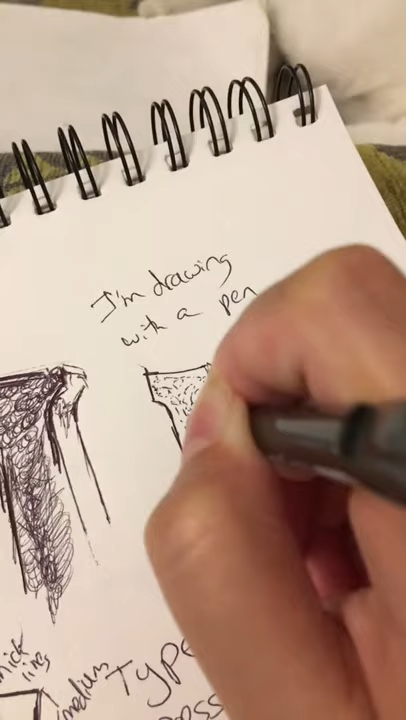 I'm drawing
with a pen
thick
lines
medium
Type